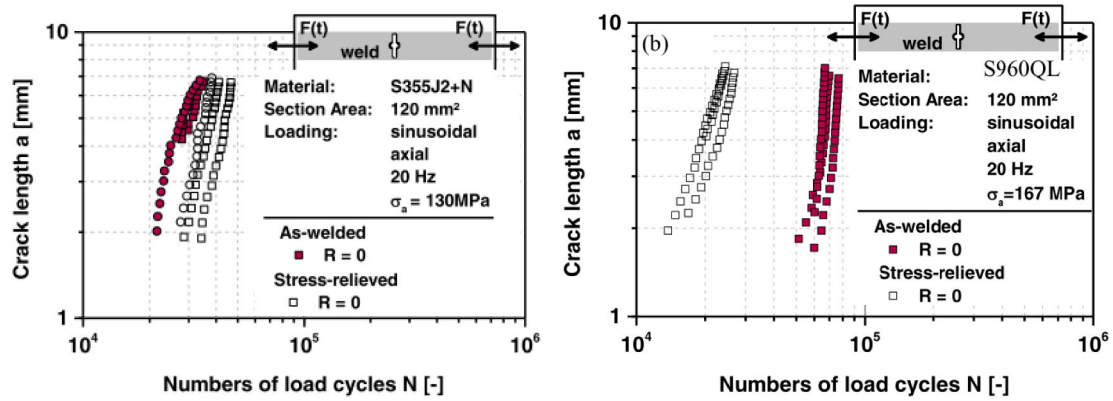 10
F(t)
F(t)
weld
Material: S355J2+N
Section Area: 120 mm²
Loading: sinusoidal
axial
20 Hz
σa = 130MPa
As-welded
R = 0
Stress-relieved
R = 0
Crack length a [mm]
1
10⁴ 10⁵ 10⁶
Numbers of load cycles N [-]
10
(b)
F(t)
F(t)
weld
Material: S960QL
Section Area: 120 mm²
Loading: sinusoidal
axial
20 Hz
σa=167 MPa
As-welded
R = 0
Stress-relieved
R = 0
Crack length a [mm]
1
10⁴ 10⁵ 10⁶
Numbers of load cycles N [-]